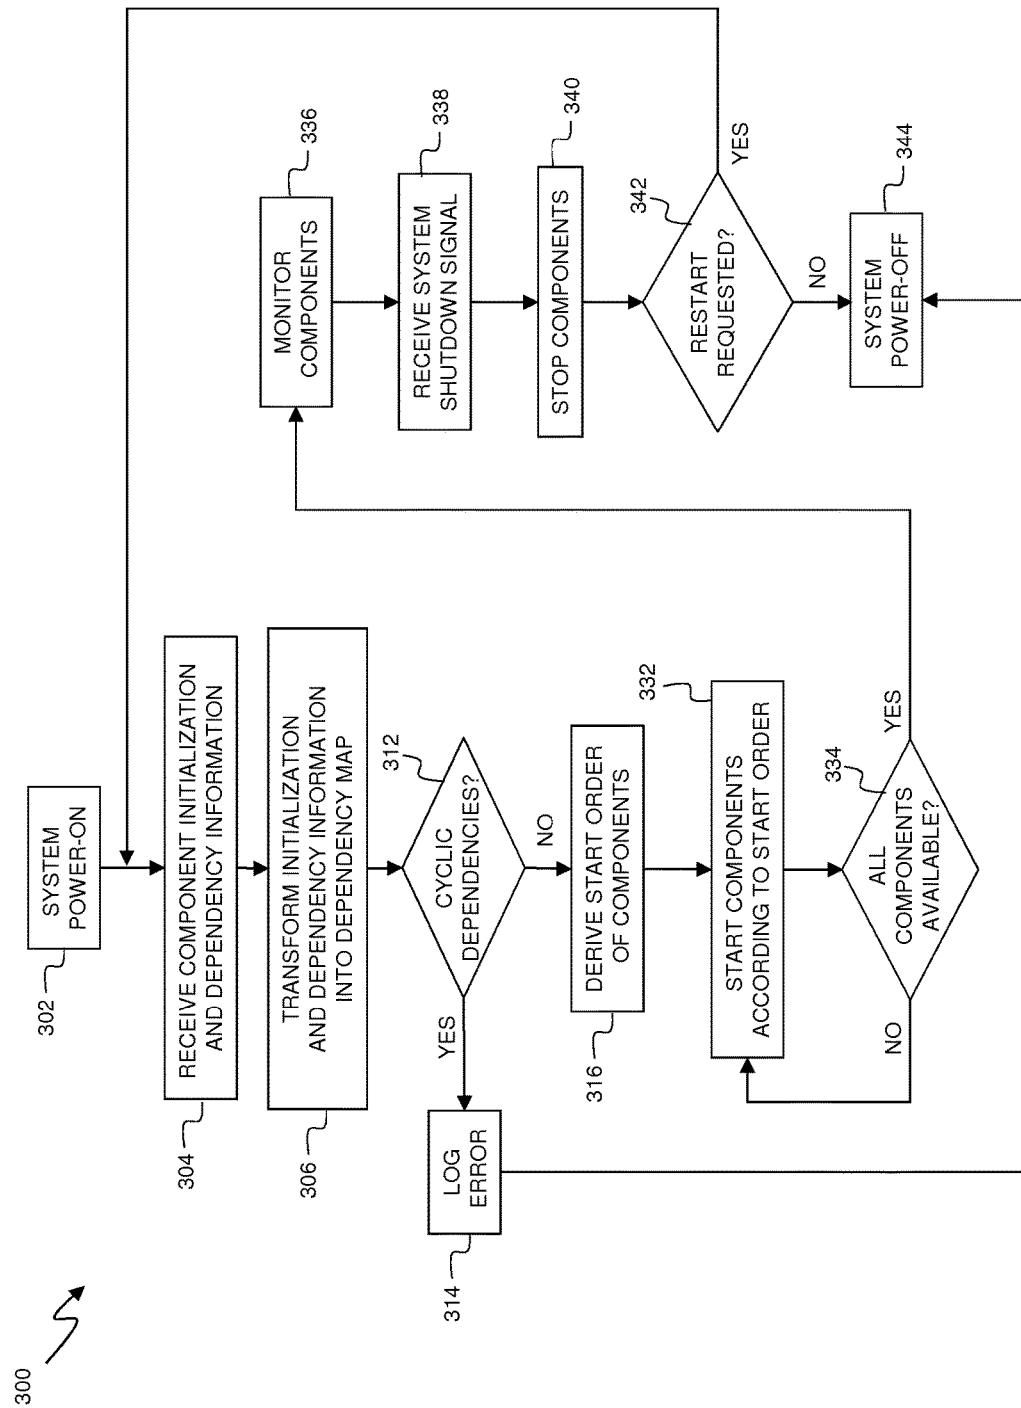 300
302
SYSTEM
POWER-ON
304
RECEIVE COMPONENT INITIALIZATION
AND DEPENDENCY INFORMATION
306
TRANSFORM INITIALIZATION
AND DEPENDENCY INFORMATION
INTO DEPENDENCY MAP
312
CYCLIC
DEPENDENCIES?
YES
NO
314
LOG
ERROR
316
DERIVE START ORDER
OF COMPONENTS
332
START COMPONENTS
ACCORDING TO START ORDER
334
ALL
COMPONENTS
AVAILABLE?
NO
YES
336
MONITOR
COMPONENTS
338
RECEIVE SYSTEM
SHUTDOWN SIGNAL
340
STOP COMPONENTS
342
RESTART
REQUESTED?
YES
NO
344
SYSTEM
POWER-OFF